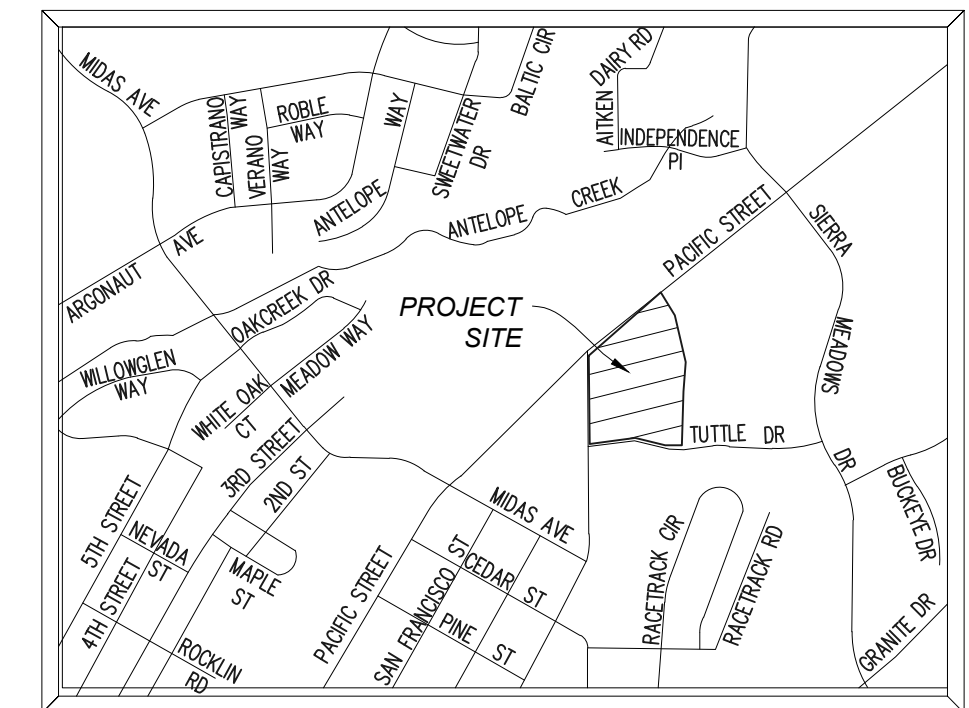 MIDAS AVE
BALTIC CIR
AITKEN DAIRY RD
CAPISTRANO
WAY
VERANO
WAY
ROBLE
WAY
ANTELOPE
WAY
SWEETWATER
DR
INDEPENDENCE
Pl
ANTELOPE CREEK
PACIFIC STREET
SIERRA
MEADOWS
DR
ARGONAUT
AVE
OAKCREEK DR
PROJECT
SITE
WILLOWGLEN
WAY
WHITE OAK
CT
MEADOW WAY
3RD STREET
2ND ST
TUTTLE DR
BUCKEYE DR
5TH STREET
NEVADA
ST
MAPLE
ST
4TH STREET
ROCKLIN
RD
PACIFIC STREET
MIDAS AVE
SAN FRANCISCO
ST
CEDAR ST
PINE ST
RACETRACK CIR
RACETRACK RD
GRANITE DR